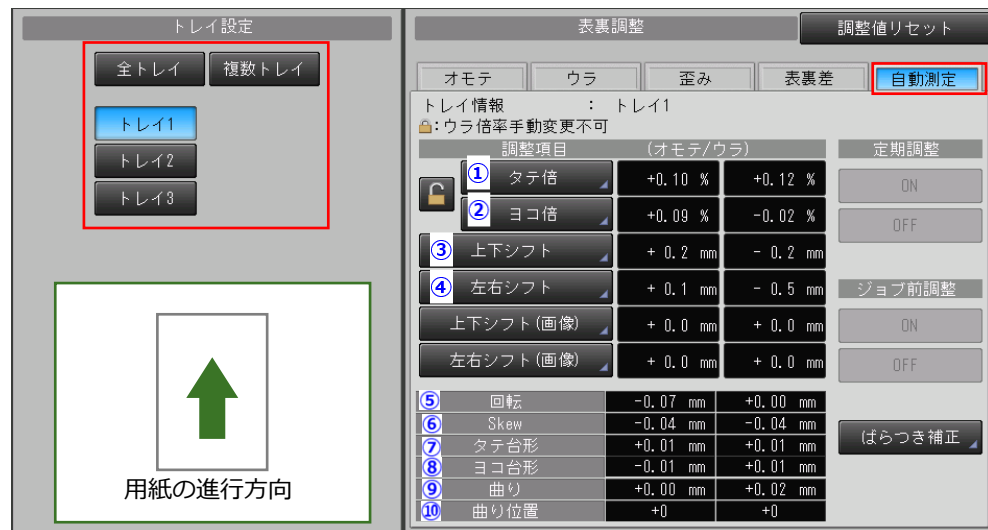 トレイ設定
全トレイ 複数トレイ
トレイ1
トレイ2
トレイ3
用紙の進行方向
表裏調整 調整値リセット
オモテ ウラ 歪み 表裏差 自動測定
トレイ情報 : トレイ1
🔒:ウラ倍率手動変更不可
調整項目 (オモテ/ウラ) 定期調整
① タテ倍 +0.10 % +0.12 % ON
② ヨコ倍 +0.09 % -0.02 % OFF
③ 上下シフト + 0.2 mm - 0.2 mm
④ 左右シフト + 0.1 mm - 0.5 mm ジョブ前調整
上下シフト(画像) + 0.0 mm + 0.0 mm ON
左右シフト(画像) + 0.0 mm + 0.0 mm OFF
⑤ 回転 -0.07 mm +0.00 mm
⑥ Skew -0.04 mm -0.04 mm
⑦ タテ台形 +0.01 mm +0.01 mm ばらつき補正
⑧ ヨコ台形 -0.01 mm +0.01 mm
⑨ 曲り +0.00 mm +0.02 mm
⑩ 曲り位置 +0 +0